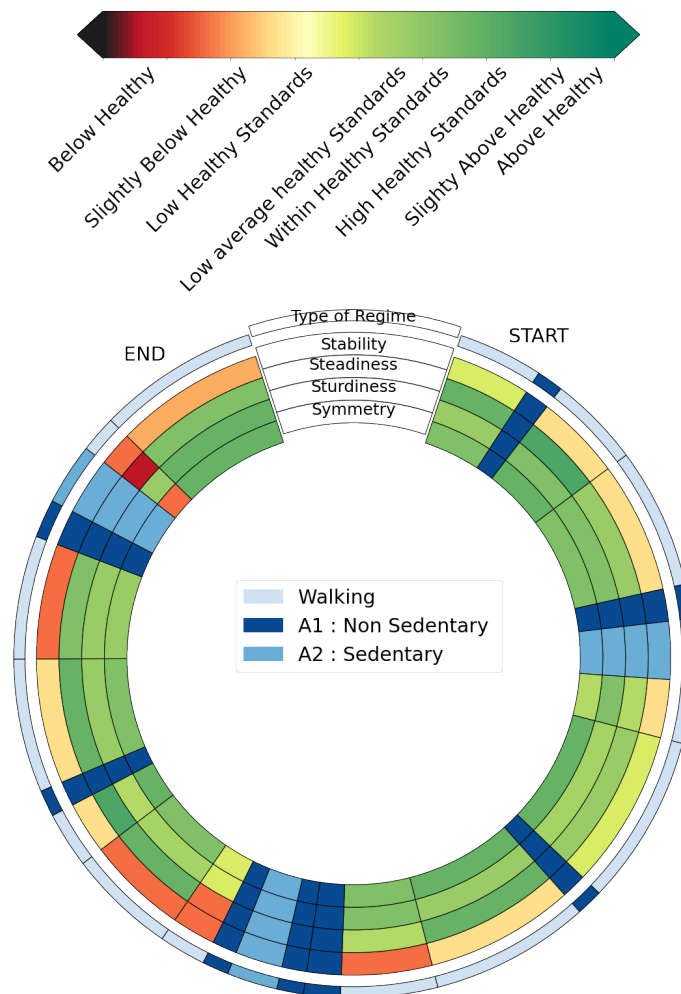 Below Healthy
Slightly Below Healthy
Low Healthy Standards
Low average healthy Standards
Within Healthy Standards
High Healthy Standards
Slighty Above Healthy
Above Healthy
Type of Regime
START
END
Stability
Steadiness
Sturdiness
Symmetry
Walking
A1 : Non Sedentary
A2 : Sedentary